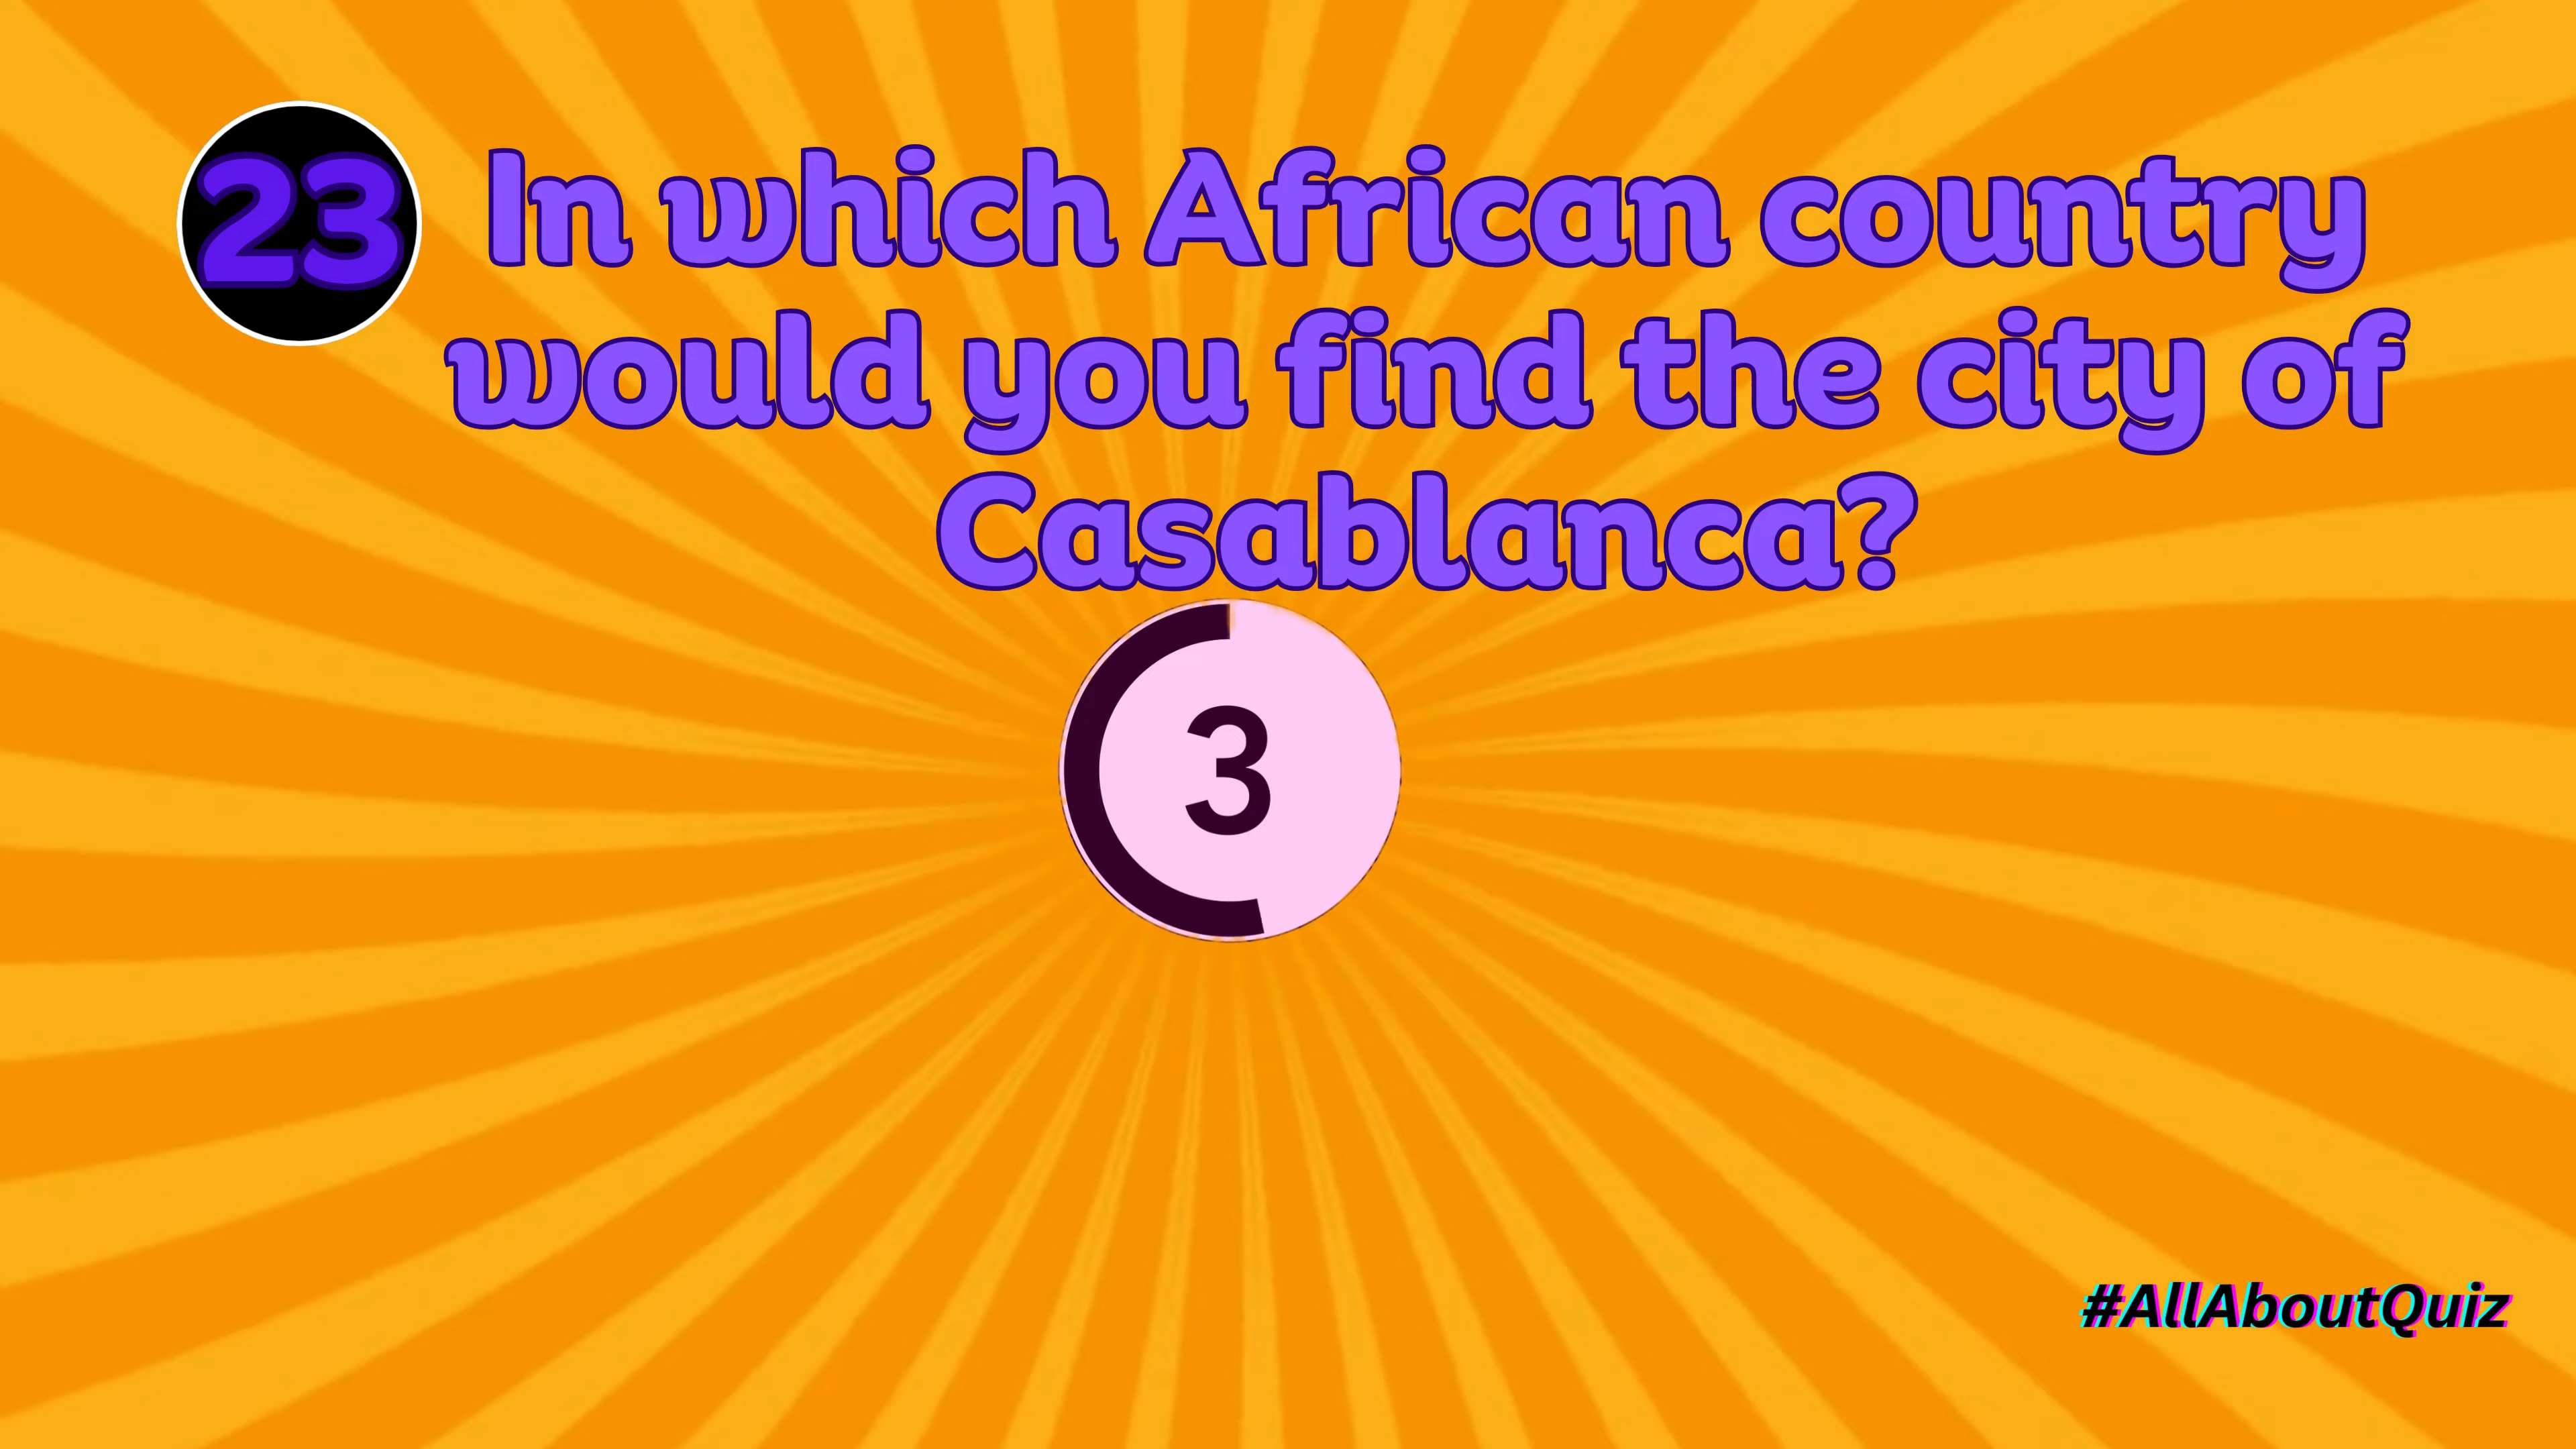 23
In which African country
would you find the city of
Casablanca?
3
#AllAboutQuiz